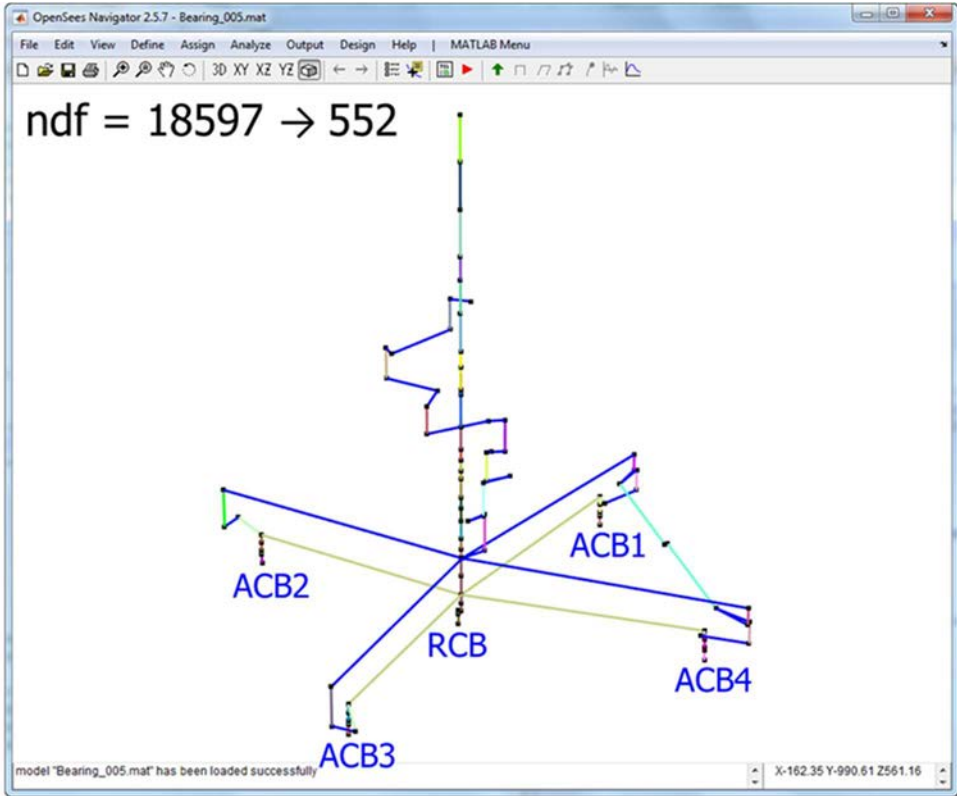 OpenSees Navigator 2.5.7 - Bearing_005.mat
File Edit View Define Assign Analyze Output Design Help | MATLAB Menu
3D XY XZ YZ
ndf = 18597 → 552
ACB1
ACB2
RCB
ACB4
ACB3
model "Bearing_005.mat" has been loaded successfully
X-162.35 Y-990.61 Z561.16